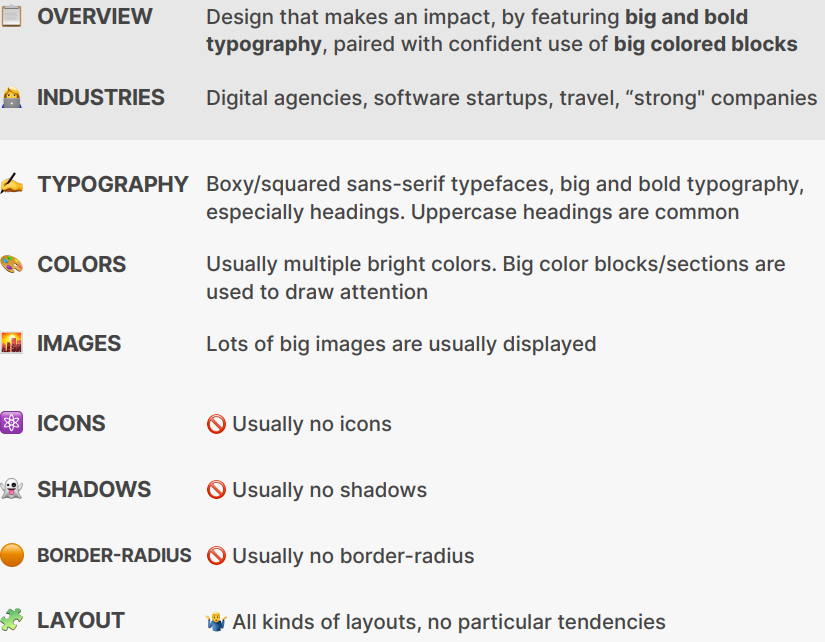 OVERVIEW
Design that makes an impact, by featuring big and bold
typography, paired with confident use of big colored blocks
INDUSTRIES
Digital agencies, software startups, travel, “strong" companies
TYPOGRAPHY
Boxy/squared sans-serif typefaces, big and bold typography,
especially headings. Uppercase headings are common
COLORS
Usually multiple bright colors. Big color blocks/sections are
used to draw attention
IMAGES
Lots of big images are usually displayed
ICONS
Usually no icons
SHADOWS
Usually no shadows
BORDER-RADIUS
Usually no border-radius
LAYOUT
All kinds of layouts, no particular tendencies